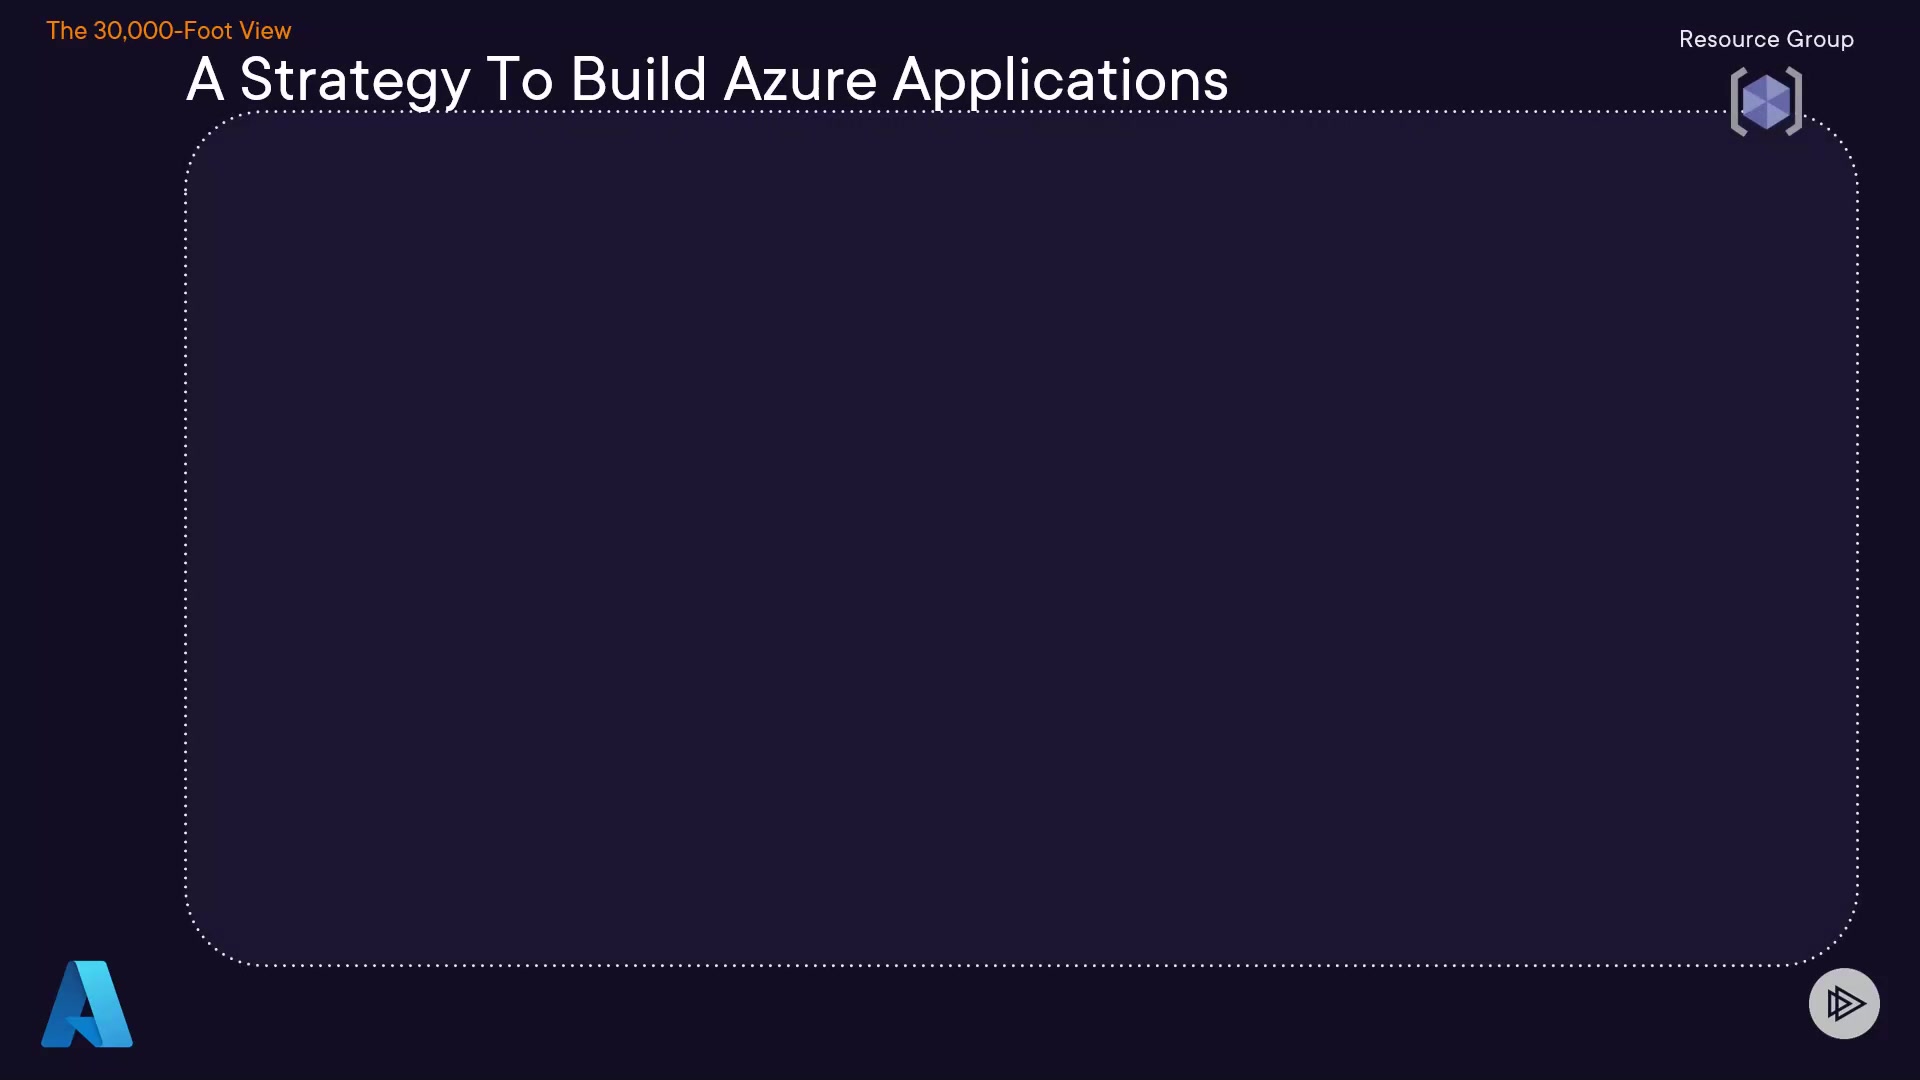 The 30,000-Foot View
A Strategy To Build Azure Applications
Resource Group